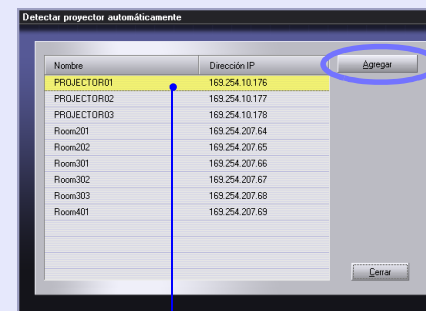 Detectar proyector automáticamente
Nombre Dirección IP Agregar
PROJECTOR01 169.254.10.176
PROJECTOR02 169.254.10.177
PROJECTOR03 169.254.10.178
Room201 169.254.207.64
Room202 169.254.207.65
Room301 169.254.207.66
Room302 169.254.207.67
Room303 169.254.207.68
Room401 169.254.207.69
Cerrar